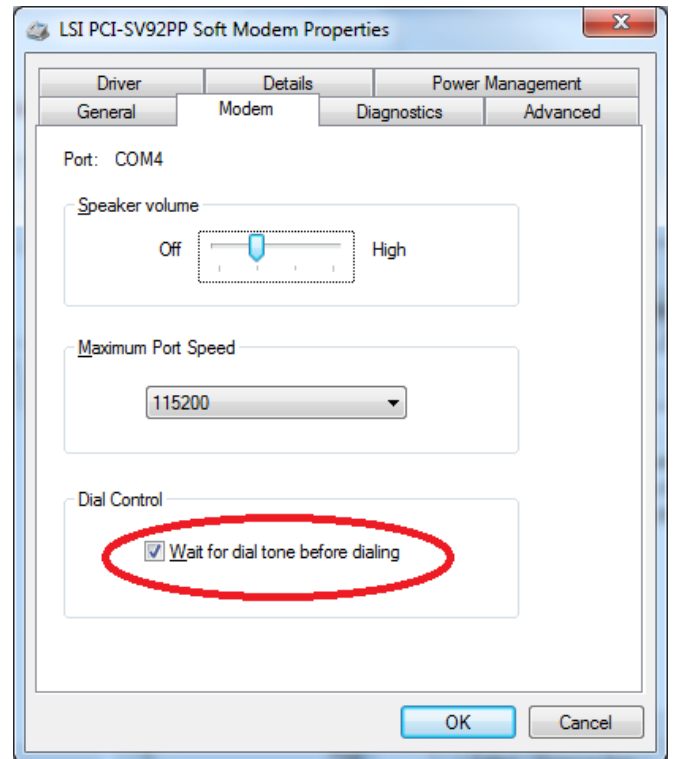 LSI PCI-SV92PP Soft Modem Properties
Driver Details Power Management
General Modem Diagnostics Advanced
Port: COM4
Speaker volume
Off High
Maximum Port Speed
115200
Dial Control
Wait for dial tone before dialing
OK Cancel